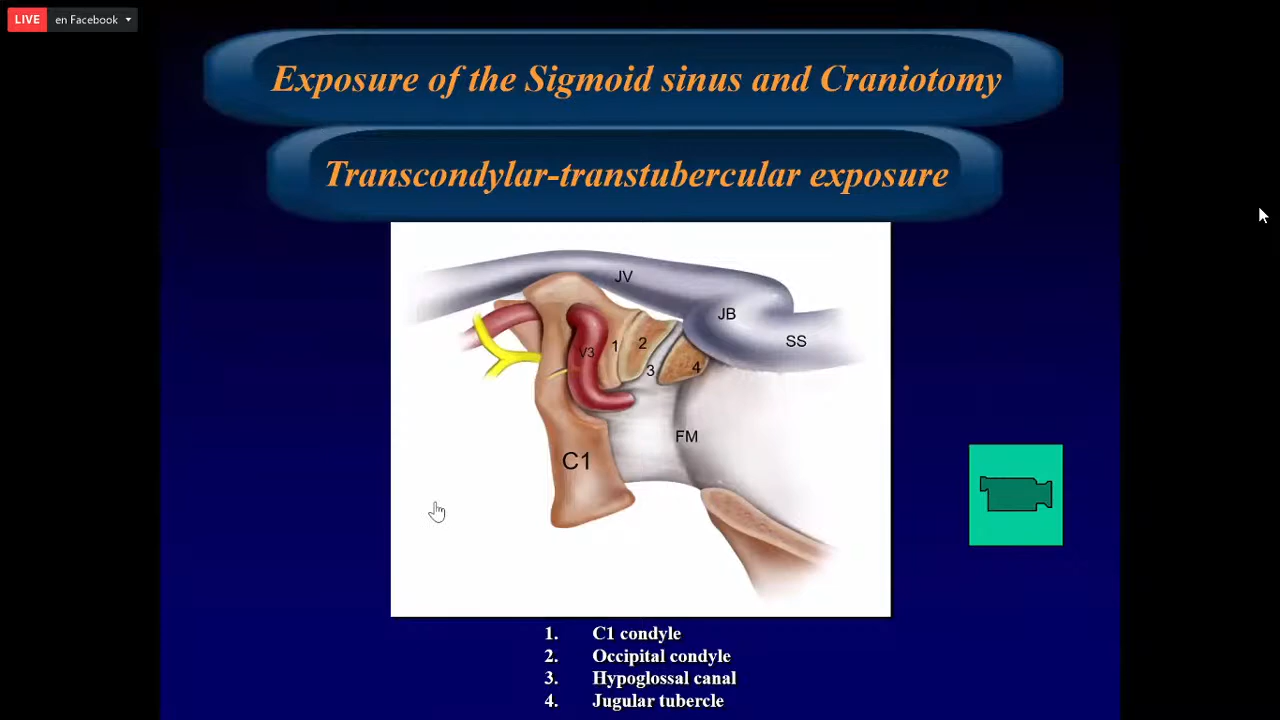 LIVE en Facebook
Exposure of the Sigmoid sinus and Craniotomy
Transcondylar-transtubercular exposure
JV
JB
SS
V3
1
2
3
4
FM
C1
1. C1 condyle
2. Occipital condyle
3. Hypoglossal canal
4. Jugular tubercle